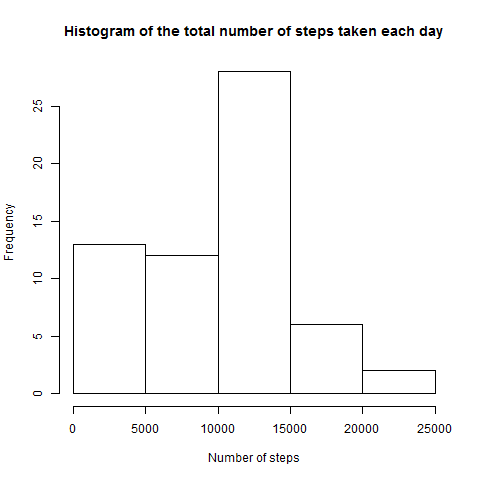 Histogram of the total number of steps taken each day
Frequency
25
20
15
10
5
0
0 5000 10000 15000 20000 25000
Number of steps